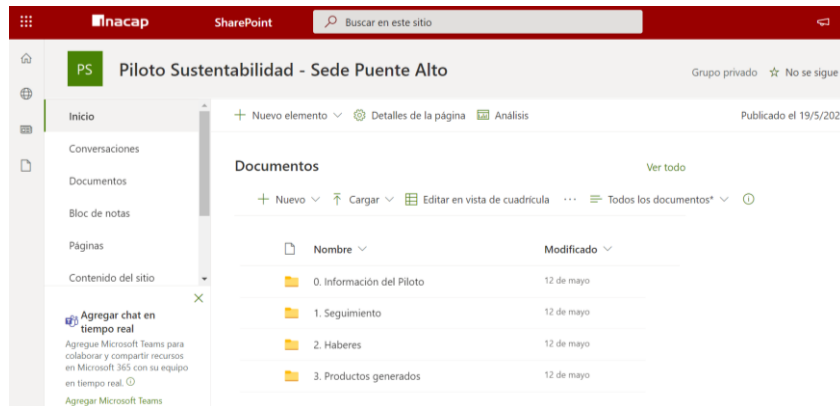 inacap
SharePoint
Buscar en este sitio
PS
Piloto Sustentabilidad - Sede Puente Alto
Grupo privado
No se sigue
Inicio
Conversaciones
Documentos
Bloc de notas
Páginas
Contenido del sitio
Agregar chat en
tiempo real
Agregue Microsoft Teams para
colaborar y compartir recursos
en Microsoft 365 con su equipo
en tiempo real.
Agregar Microsoft Teams
Nuevo elemento
Detalles de la página
Análisis
Publicado el 19/5/202
Documentos
Ver todo
Nuevo
Cargar
Editar en vista de cuadrícula
···
Todos los documentos*
Nombre
Modificado
0. Información del Piloto
12 de mayo
1. Seguimiento
12 de mayo
2. Haberes
12 de mayo
3. Productos generados
12 de mayo